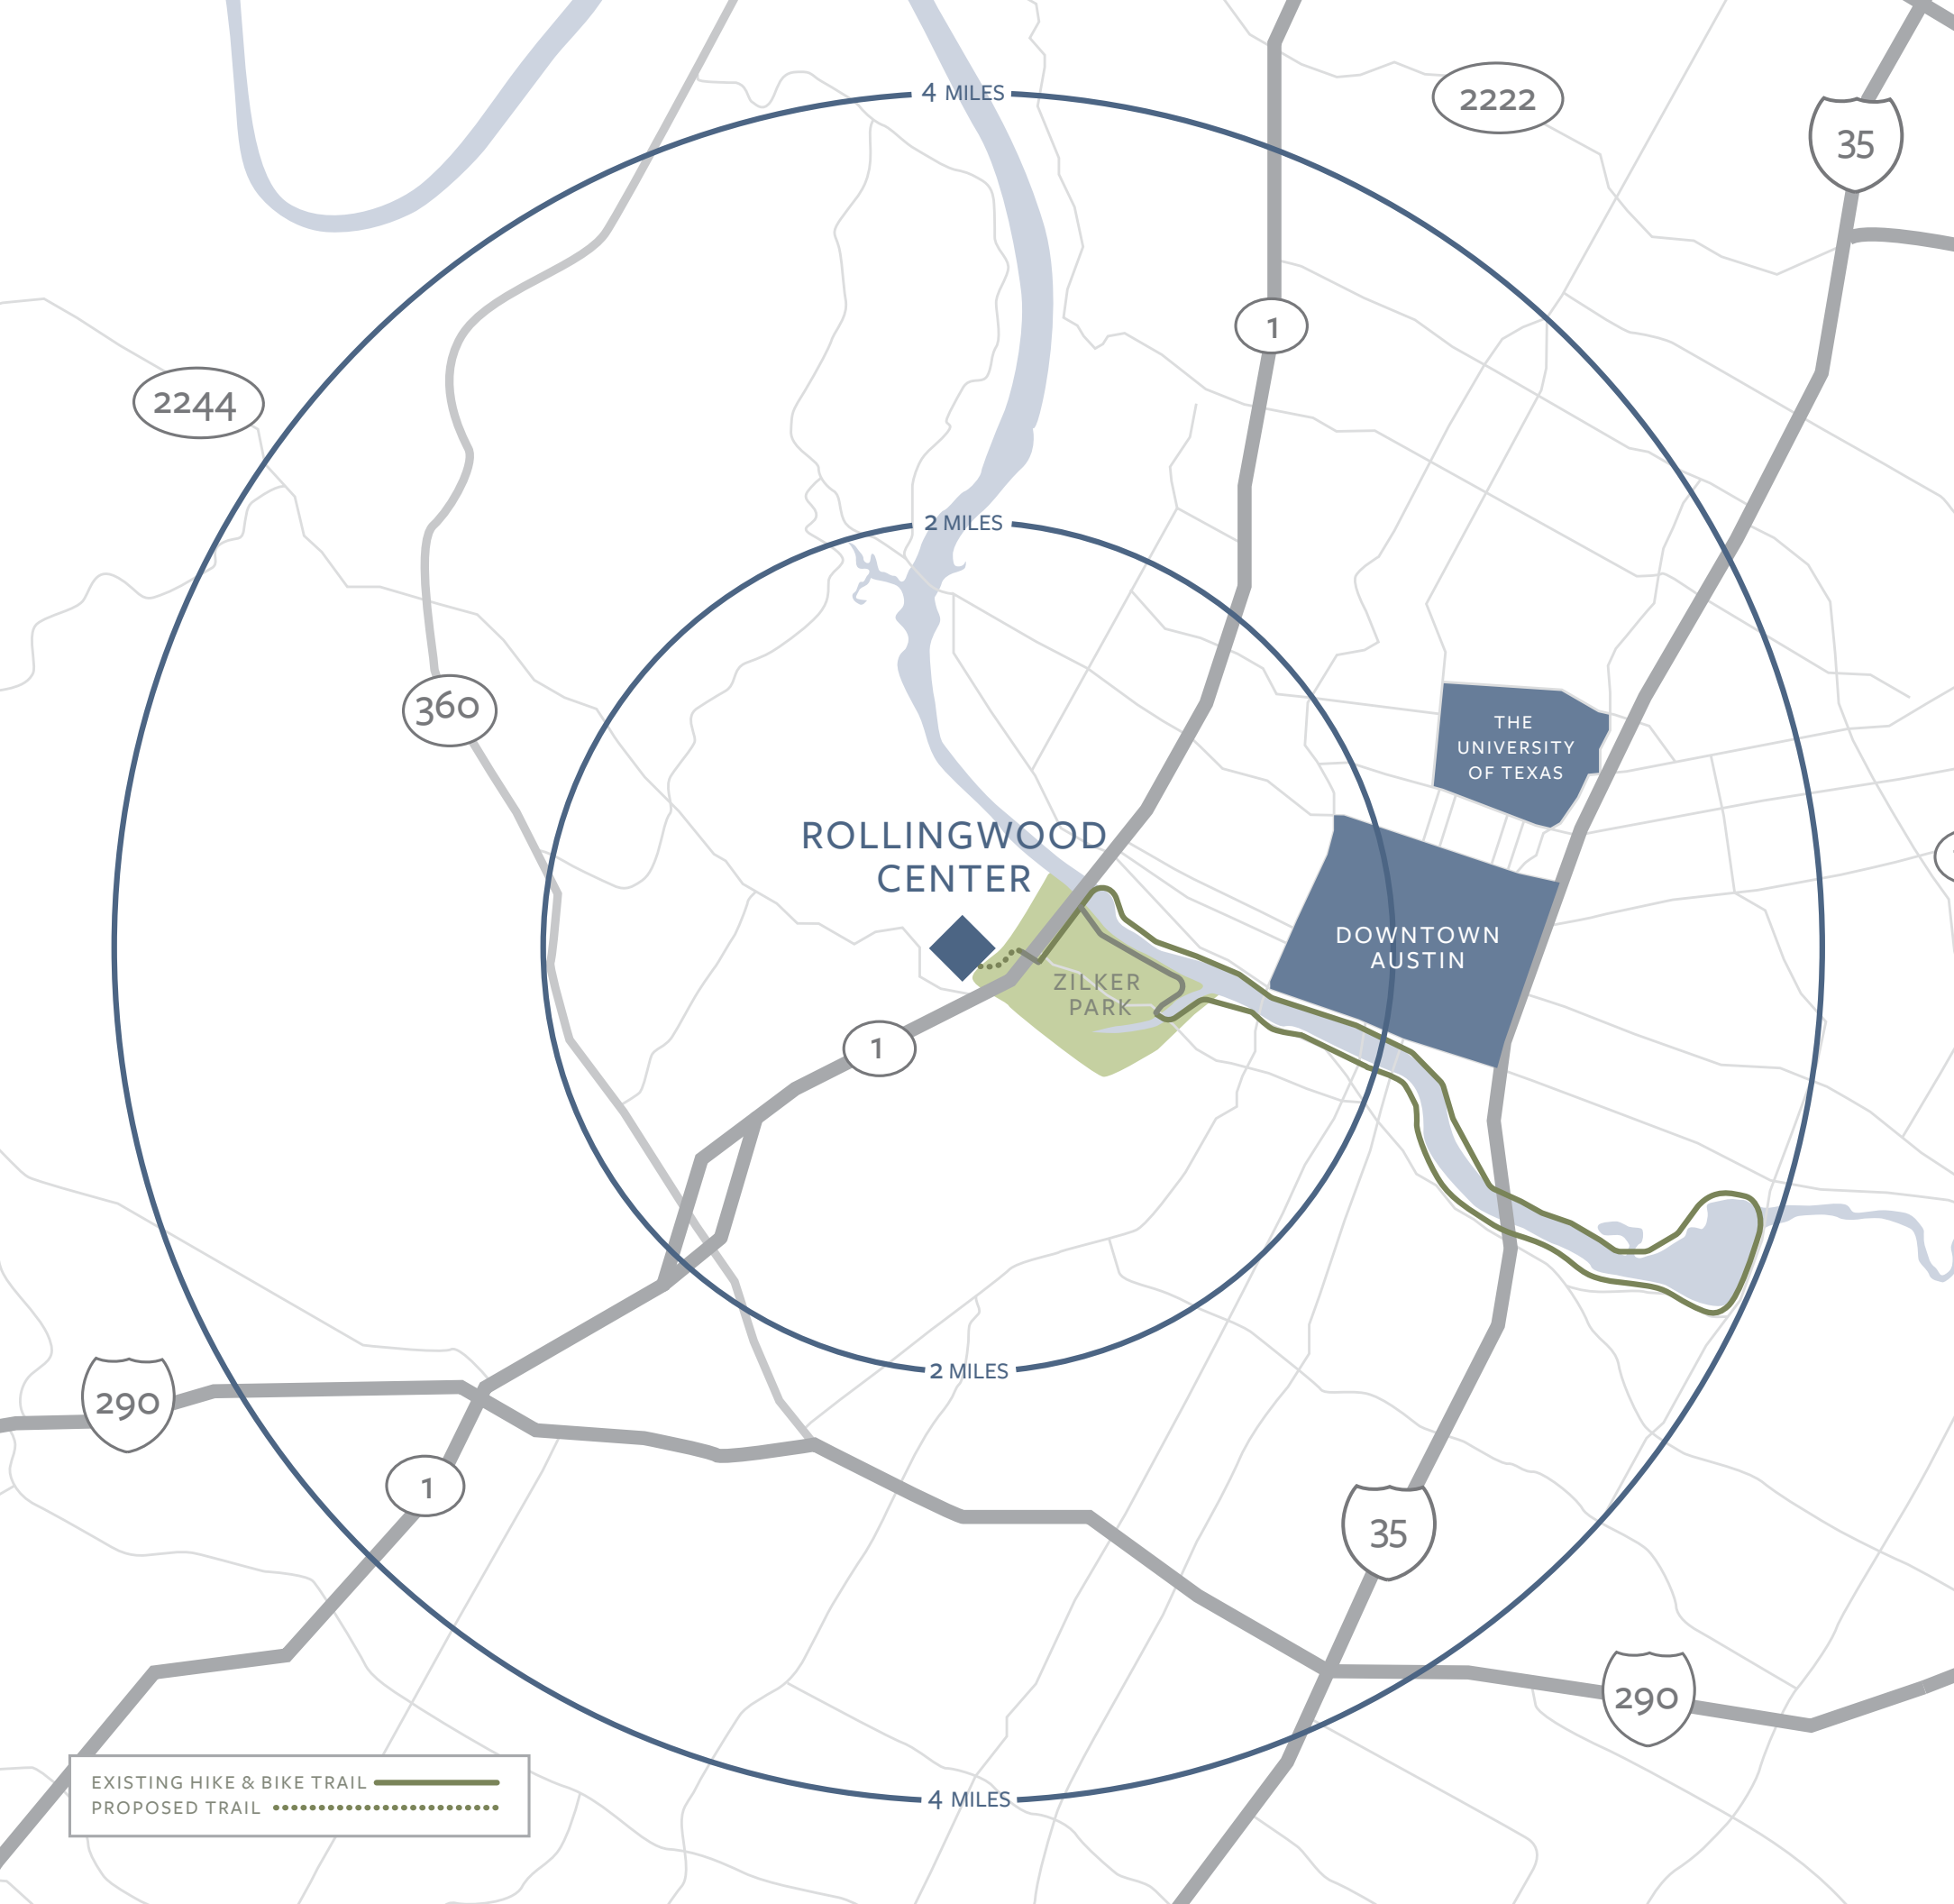 4 MILES
2222
35
1
2244
2 MILES
360
THE
UNIVERSITY
OF TEXAS
ROLLINGWOOD
CENTER
DOWNTOWN
AUSTIN
ZILKER
PARK
1
2 MILES
290
1
35
290
EXISTING HIKE & BIKE TRAIL
PROPOSED TRAIL
4 MILES